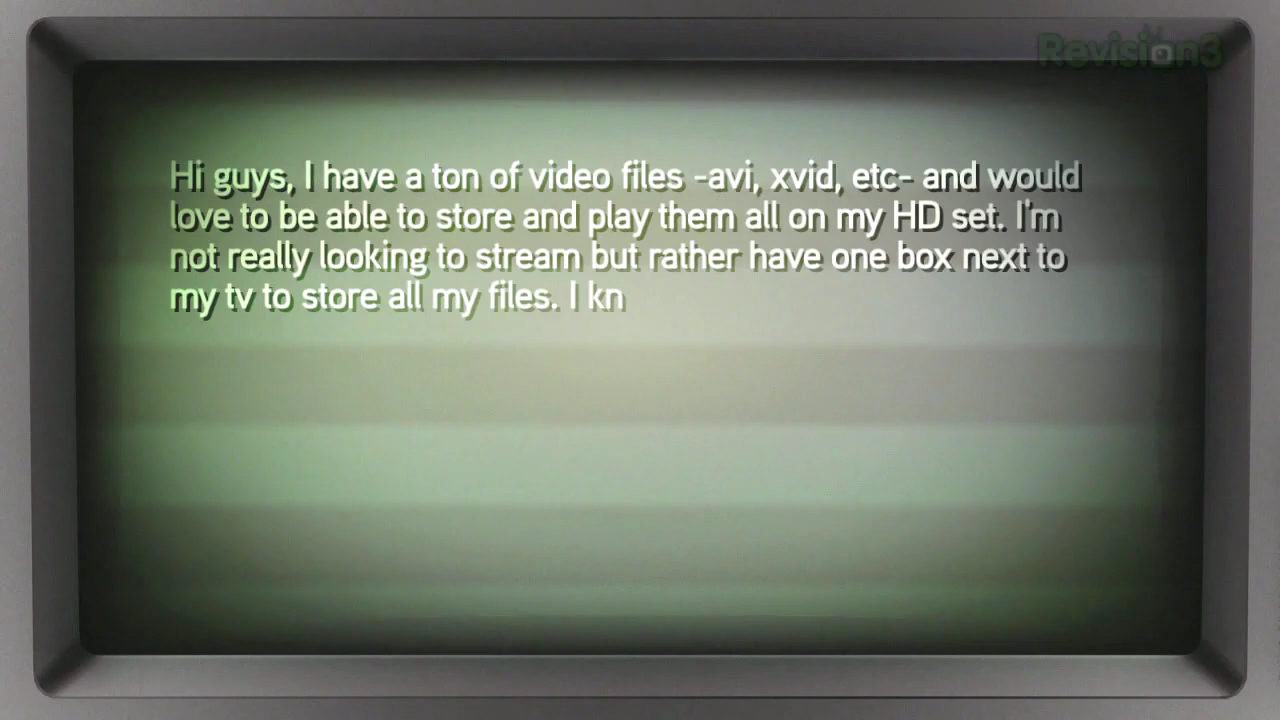 Revision3
Hi guys, I have a ton of video files -avi, xvid, etc- and would
love to be able to store and play them all on my HD set. I'm
not really looking to stream but rather have one box next to
my tv to store all my files. I kn